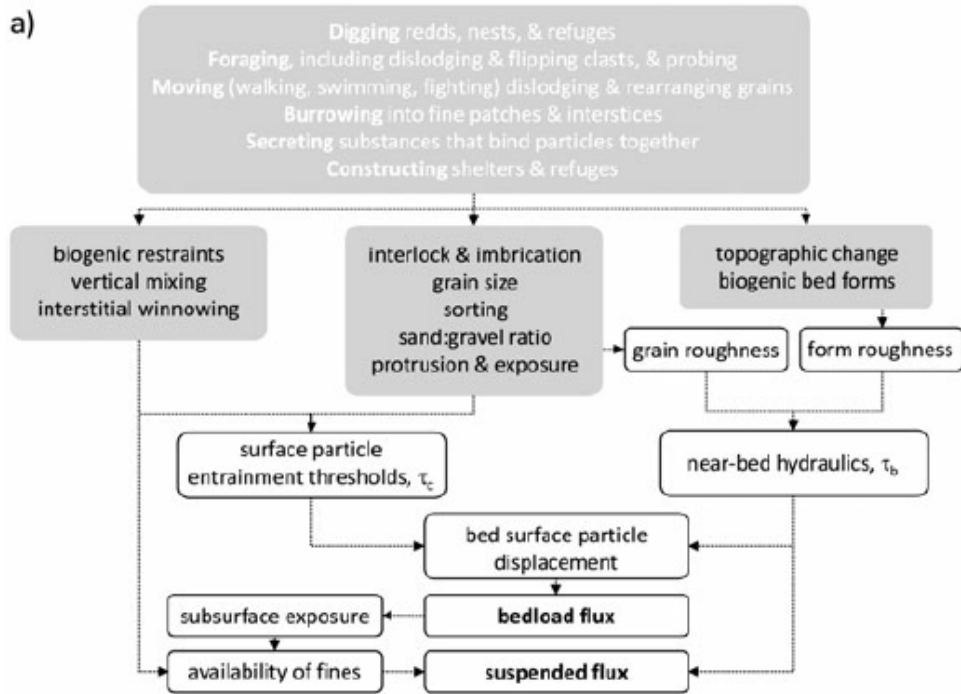 a)
Digging redds, nests, & refuges
Foraging, including dislodging & flipping clasts, & probing
Moving (walking, swimming, fighting) dislodging & rearranging grains
Burrowing into fine patches & interstices
Secreting substances that bind particles together
Constructing shelters & refuges
biogenic restraints
vertical mixing
interstitial winnowing
interlock & imbrication
grain size
sorting
sand:gravel ratio
protrusion & exposure
topographic change
biogenic bed forms
grain roughness
form roughness
surface particle
entrainment thresholds, τc
near-bed hydraulics, τb
bed surface particle
displacement
subsurface exposure
bedload flux
availability of fines
suspended flux